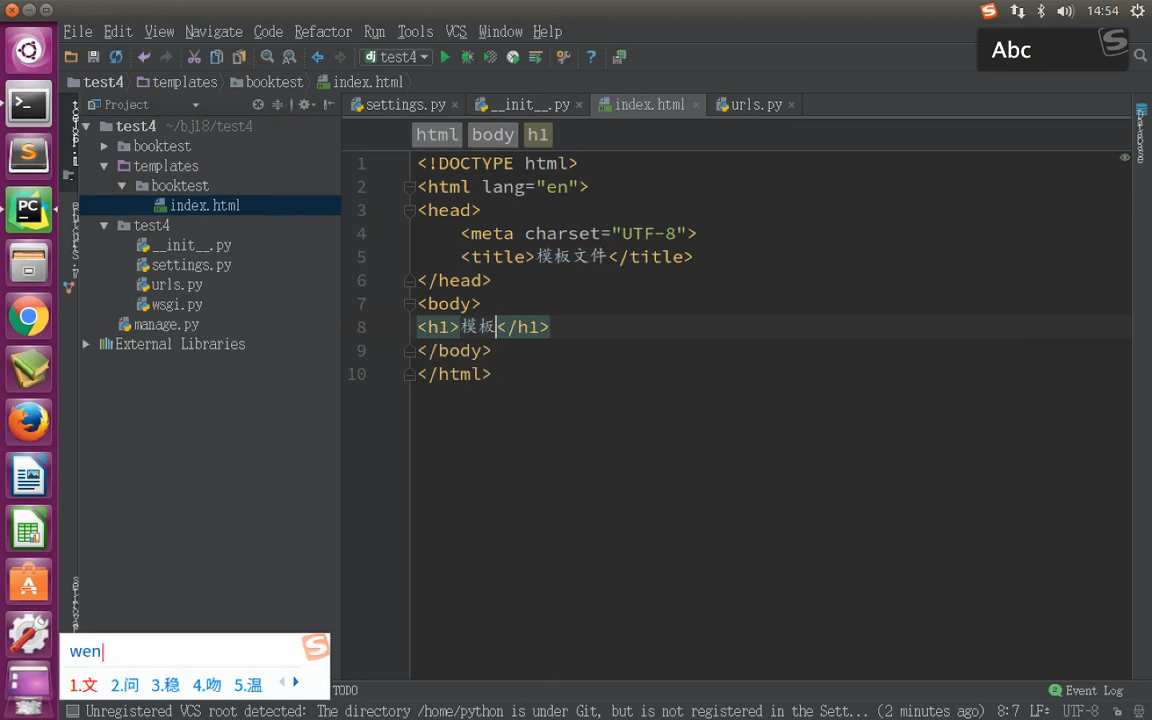 14:54
File Edit View Navigate Code Refactor Tools VCS Window Help
Run
Abc
test4
test4 templates booktest index.html
Project
settings.py × __init__.py × index.html × urls.py ×
html body h1
test4 ~/bj18/test4
booktest
templates
booktest
index.html
test4
__init__.py
settings.py
urls.py
wsgi.py
manage.py
External Libraries
1 <!DOCTYPE html>
2 <html lang="en">
3 <head>
4 <meta charset="UTF-8">
5 <title>模板文件</title>
6 </head>
7 <body>
8 <h1>模板</h1>
9 </body>
10 </html>
wen
1.文 2.问 3.稳 4.吻 5.温
TODO
Event Log
Unregistered VCS root detected: The directory /home/python is under Git, but is not registered in the Sett... (2 minutes ago) 8:7 LF÷ UTF-8